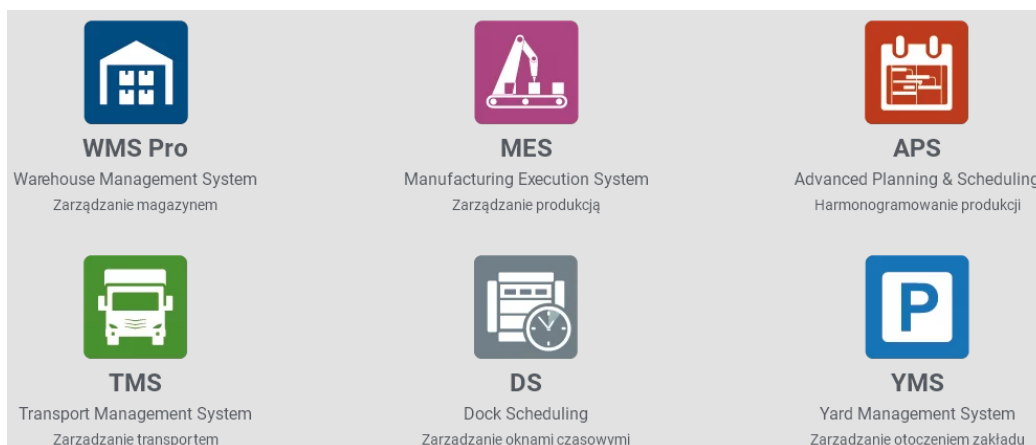 WMS Pro
Warehouse Management System
Zarządzanie magazynem
MES
Manufacturing Execution System
Zarządzanie produkcją
APS
Advanced Planning & Scheduling
Harmonogramowanie produkcji
P
TMS
Transport Management System
Zarządzanie transportem
DS
Dock Scheduling
Zarządzanie oknami czasowymi
YMS
Yard Management System
Zarządzanie otoczeniem zakładu